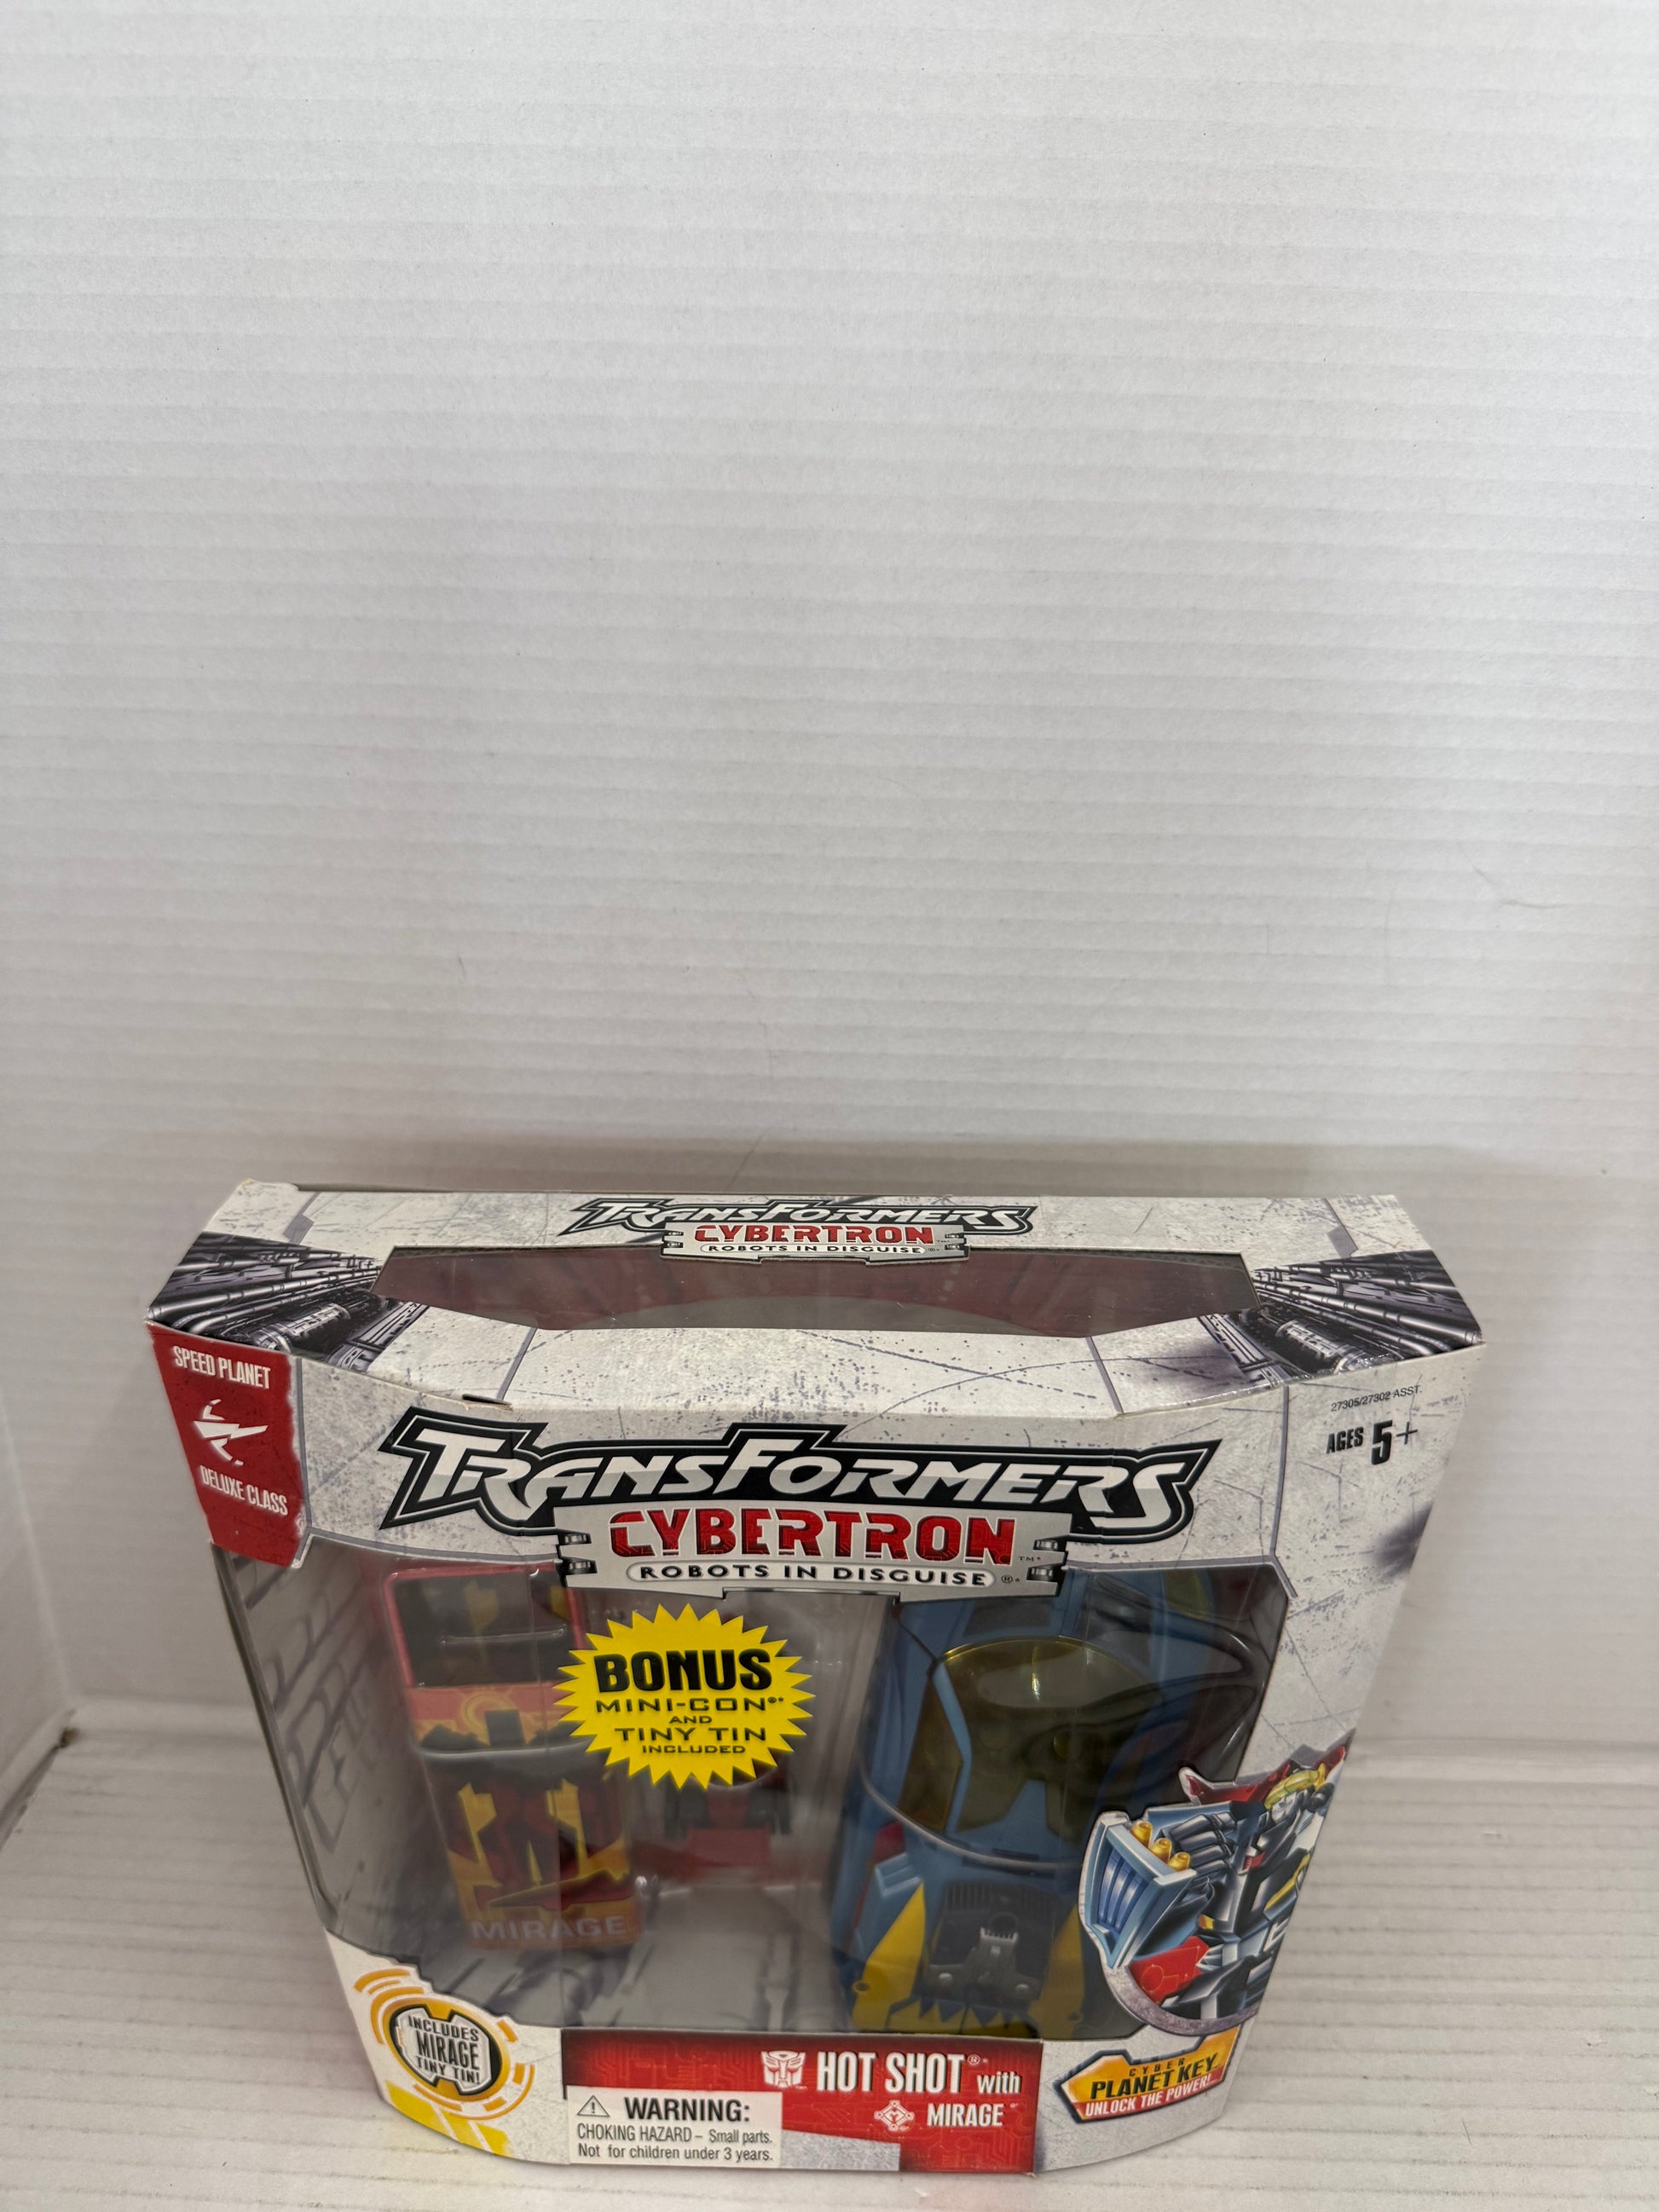 TRANSFORMERS
CYBERTRON
ROBOTS IN DISGUISE
SPEED PLANET
DELUXE CLASS
27305/27302 ASST.
AGES 5+
TRANSFORMERS
CYBERTRON™*
ROBOTS IN DISGUISE®*
BONUS
MINI-CON®*
AND
TINY TIN
INCLUDED
MIRAGE
INCLUDES
MIRAGE
TINY TIN!
HOT SHOT®* with
MIRAGE
⚠ WARNING:
CHOKING HAZARD – Small parts.
Not for children under 3 years.
CYBER
PLANET KEY
UNLOCK THE POWER!